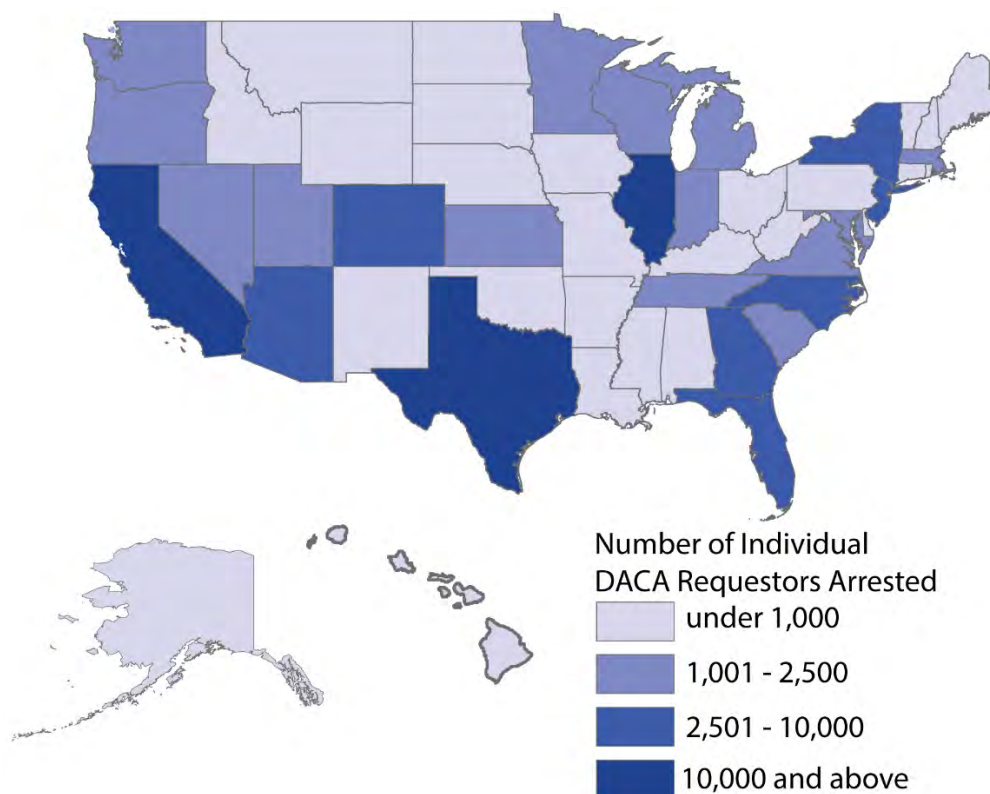 Number of Individual
DACA Requestors Arrested
under 1,000
1,001 - 2,500
2,501 - 10,000
10,000 and above